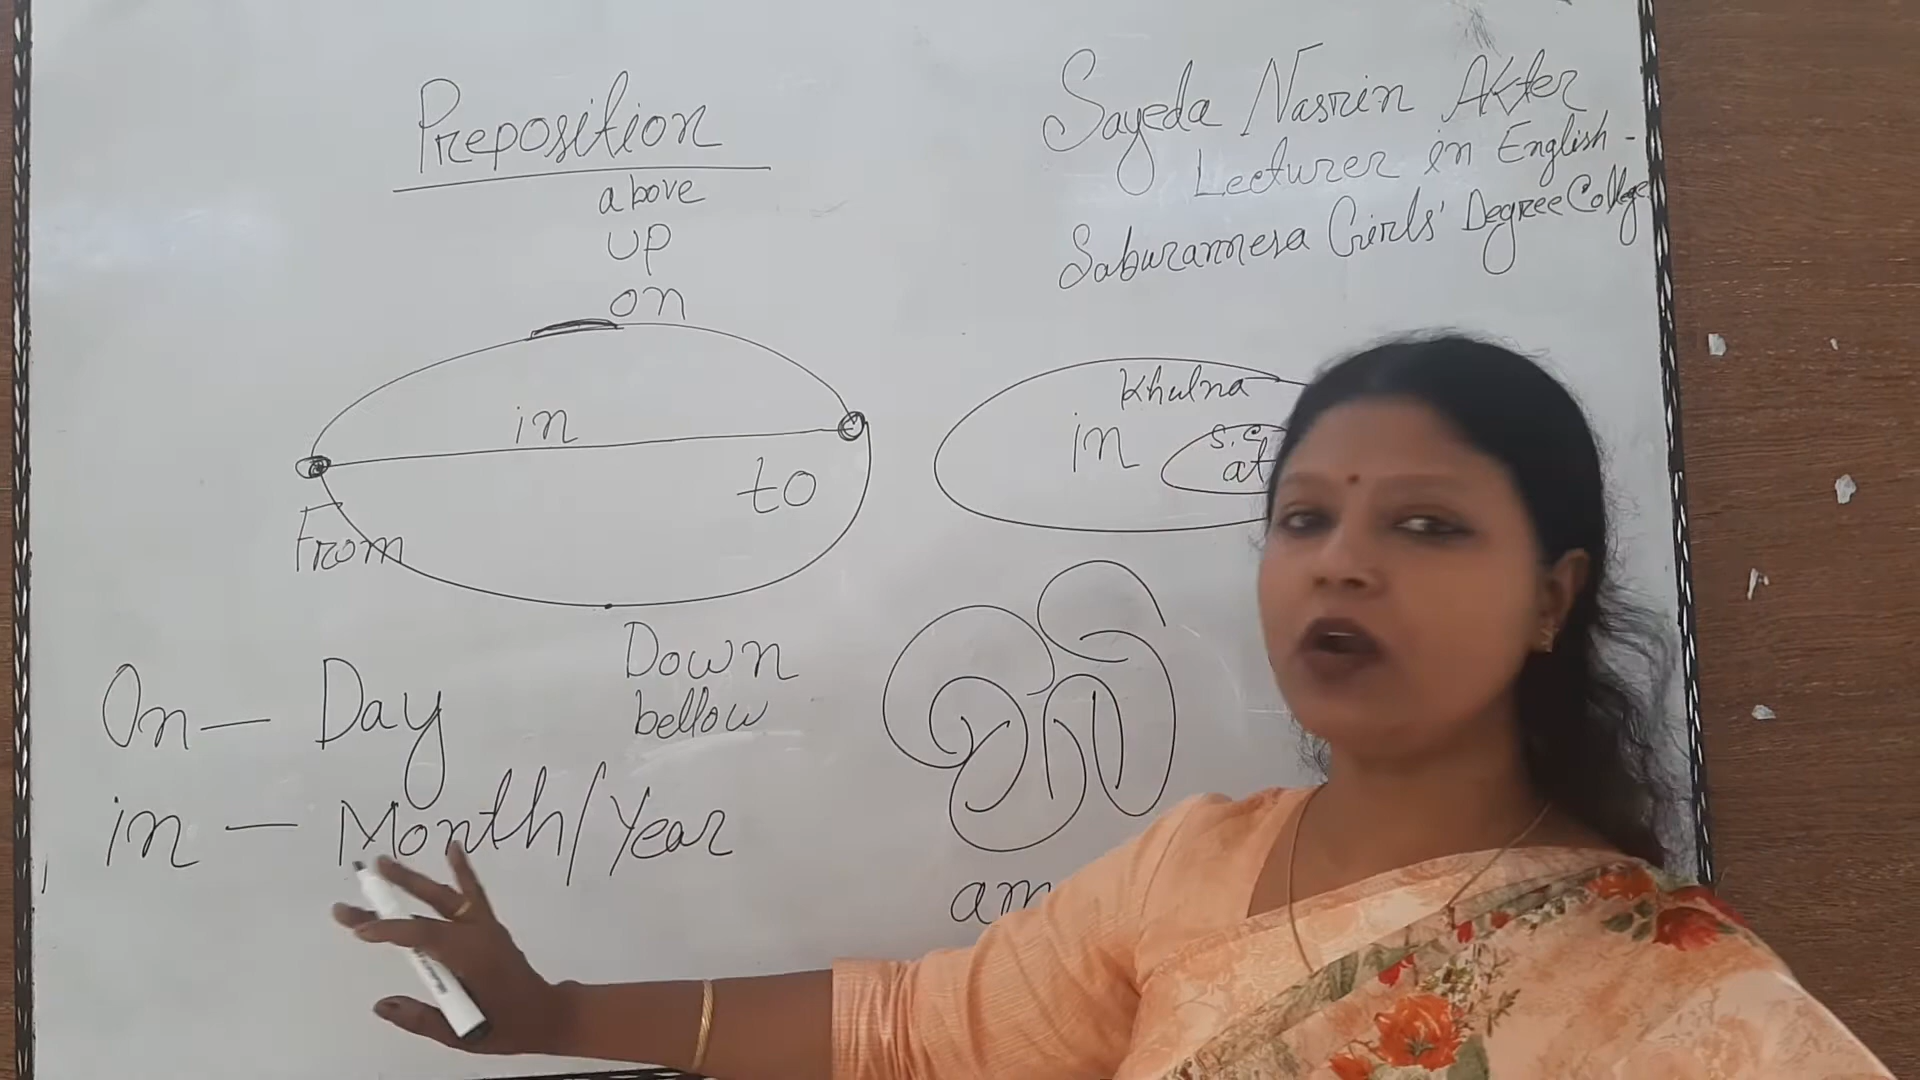 Preposition
above
up
on
in
to
From
Down
bellow
On — Day
in — Month/Year
Sayeda Nasrin Akter
Lecturer in English -
Saburannesa Girls' Degree College
Khulna
in
S.C
at
am